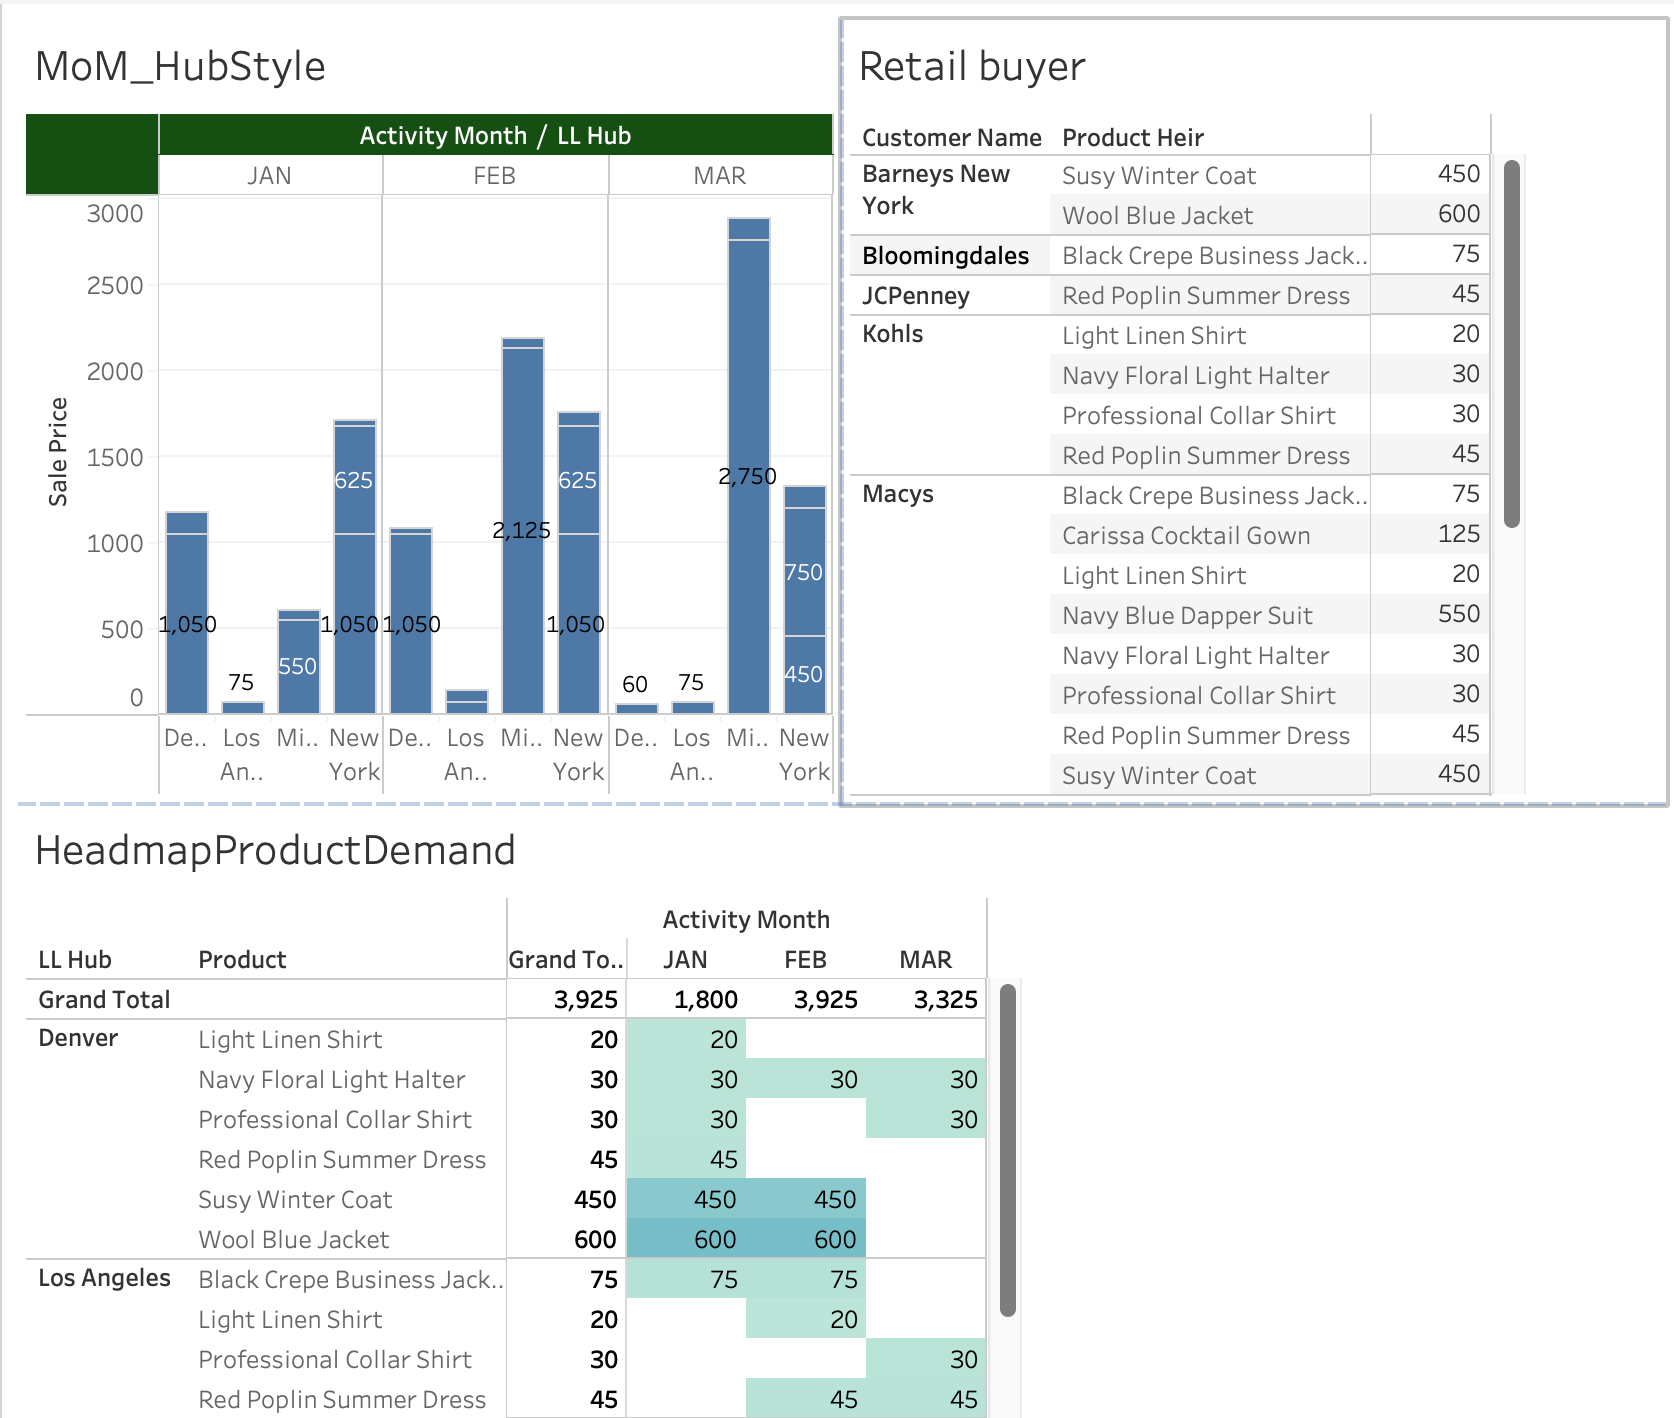 MoM_HubStyle
Activity Month / LL Hub
JAN FEB MAR
Sale Price
3000
2500
2000
1500
1000
500
0
1,050
75
550
625
1,050
1,050
2,125
625
1,050
60
75
2,750
750
450
De.. Los An.. Mi.. New York De.. Los An.. Mi.. New York De.. Los An.. Mi.. New York
Retail buyer
Customer Name Product Heir
Barneys New York Susy Winter Coat 450
Wool Blue Jacket 600
Bloomingdales Black Crepe Business Jack.. 75
JCPenney Red Poplin Summer Dress 45
Kohls Light Linen Shirt 20
Navy Floral Light Halter 30
Professional Collar Shirt 30
Red Poplin Summer Dress 45
Macys Black Crepe Business Jack.. 75
Carissa Cocktail Gown 125
Light Linen Shirt 20
Navy Blue Dapper Suit 550
Navy Floral Light Halter 30
Professional Collar Shirt 30
Red Poplin Summer Dress 45
Susy Winter Coat 450
HeadmapProductDemand
Activity Month
LL Hub Product Grand To.. JAN FEB MAR
Grand Total 3,925 1,800 3,925 3,325
Denver Light Linen Shirt 20 20
Navy Floral Light Halter 30 30 30 30
Professional Collar Shirt 30 30 30
Red Poplin Summer Dress 45 45
Susy Winter Coat 450 450 450
Wool Blue Jacket 600 600 600
Los Angeles Black Crepe Business Jack.. 75 75 75
Light Linen Shirt 20 20
Professional Collar Shirt 30 30
Red Poplin Summer Dress 45 45 45